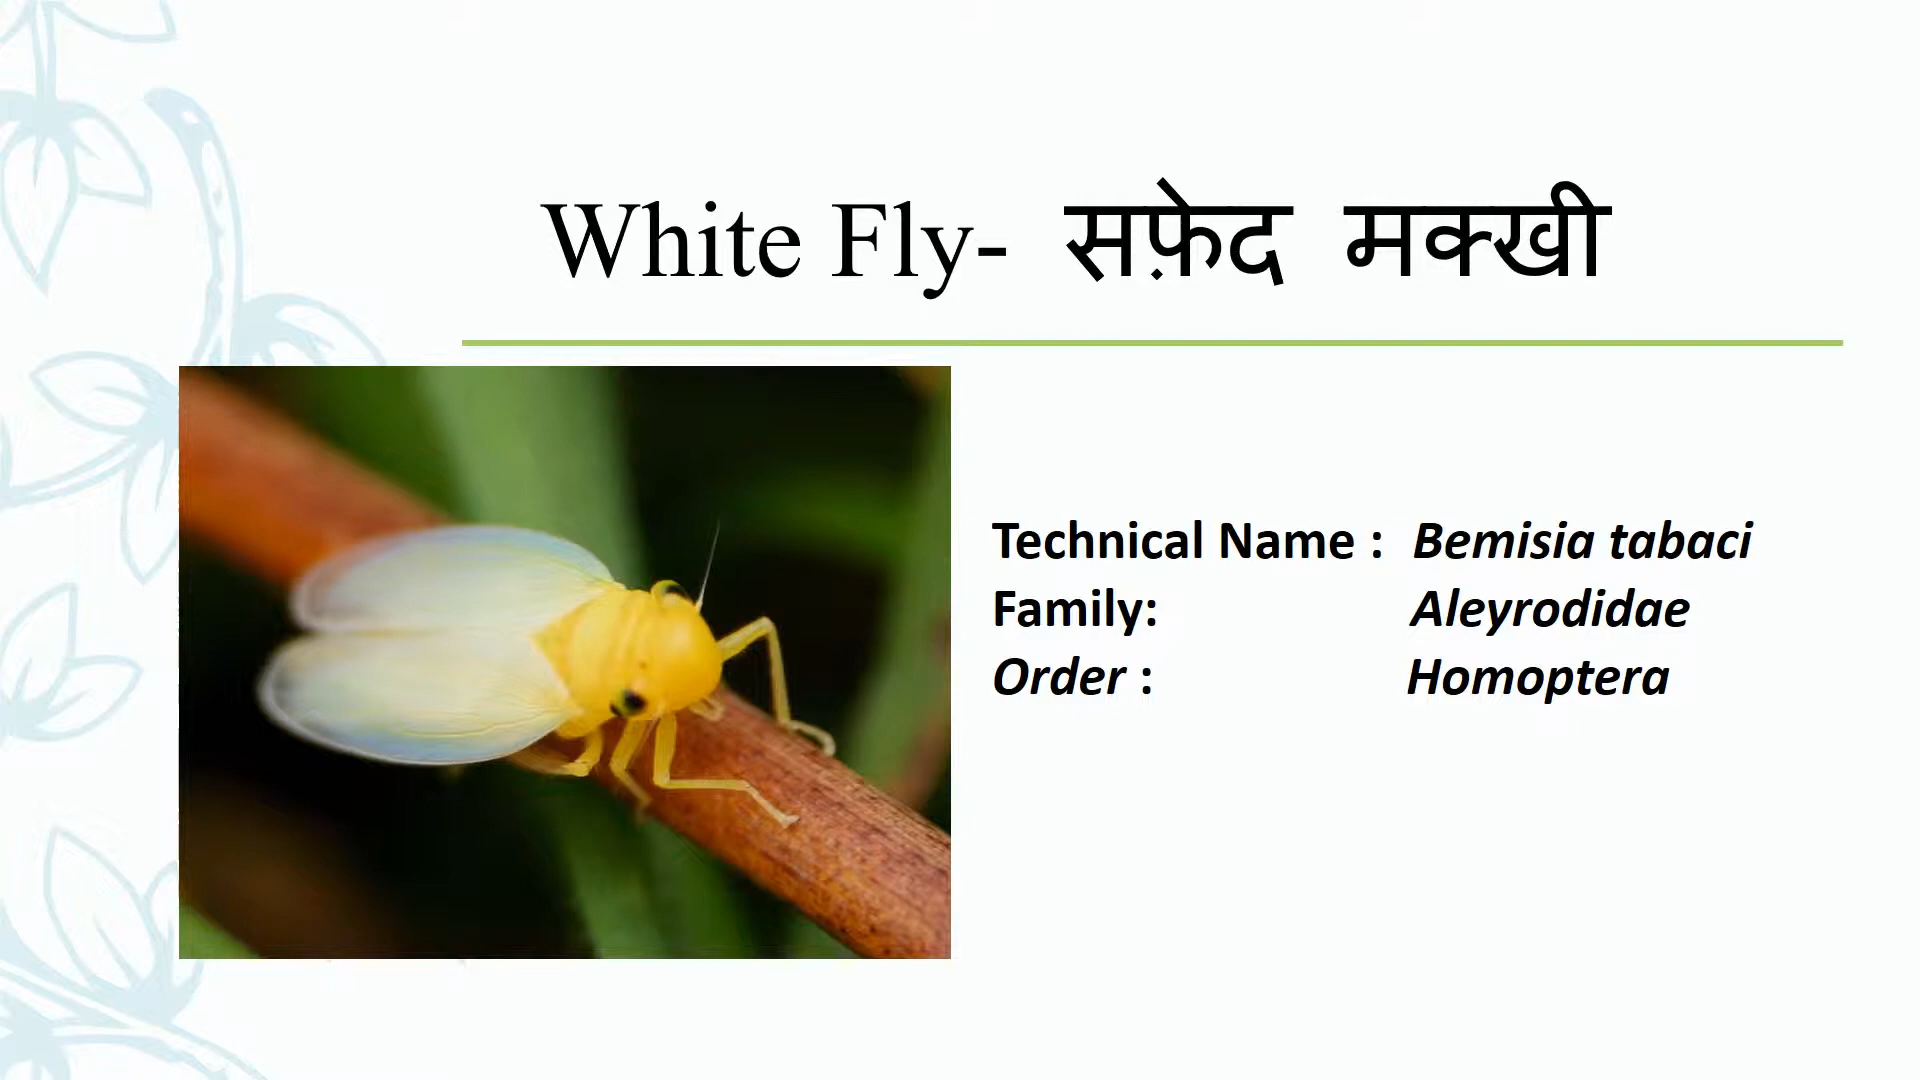 White Fly- सफ़ेद मक्खी
Technical Name : Bemisia tabaci
Family: Aleyrodidae
Order : Homoptera